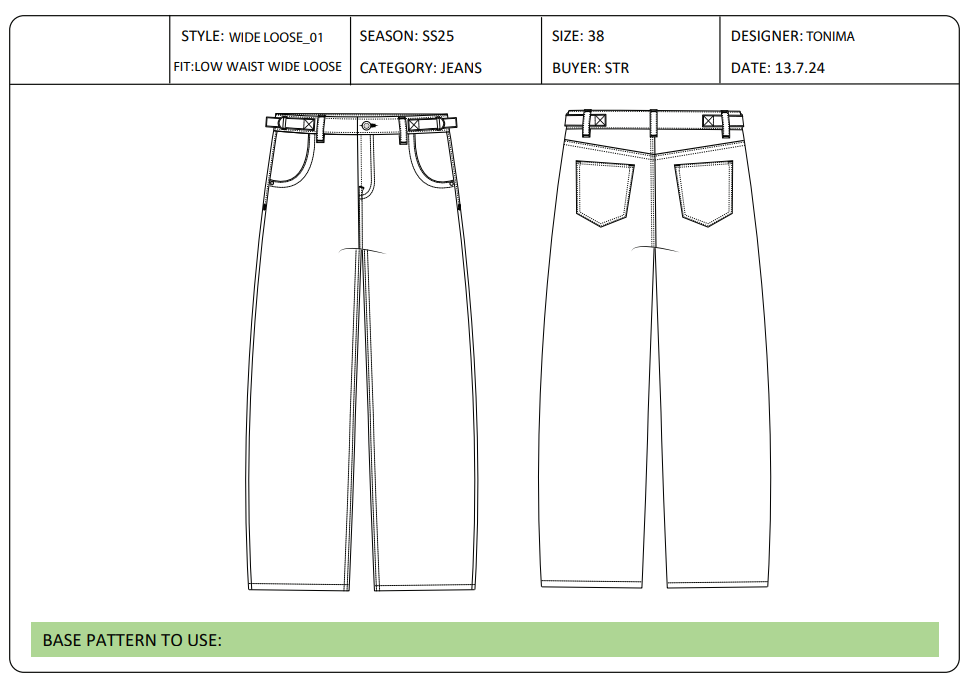 STYLE: WIDE LOOSE_01
FIT:LOW WAIST WIDE LOOSE
SEASON: SS25
CATEGORY: JEANS
SIZE: 38
BUYER: STR
DESIGNER: TONIMA
DATE: 13.7.24
BASE PATTERN TO USE: